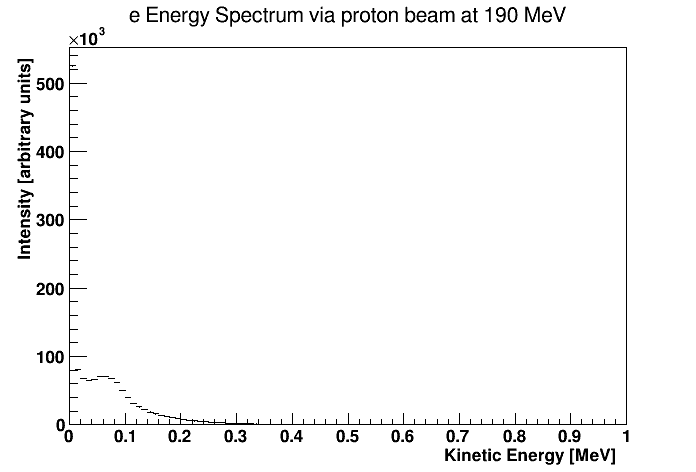 e Energy Spectrum via proton beam at 190 MeV
×10³
Intensity [arbitrary units]
500
400
300
200
100
0
0 0.1 0.2 0.3 0.4 0.5 0.6 0.7 0.8 0.9 1
Kinetic Energy [MeV]